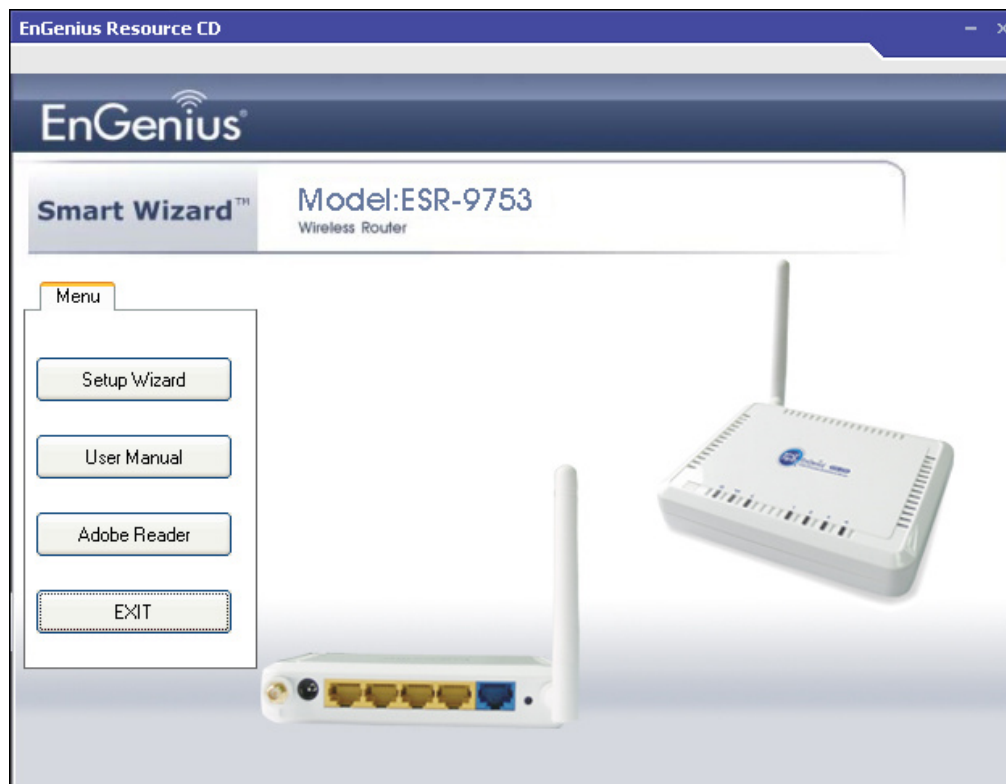 EnGenius Resource CD
EnGenius®
Smart Wizard™
Model:ESR-9753
Wireless Router
Menu
Setup Wizard
User Manual
Adobe Reader
EXIT